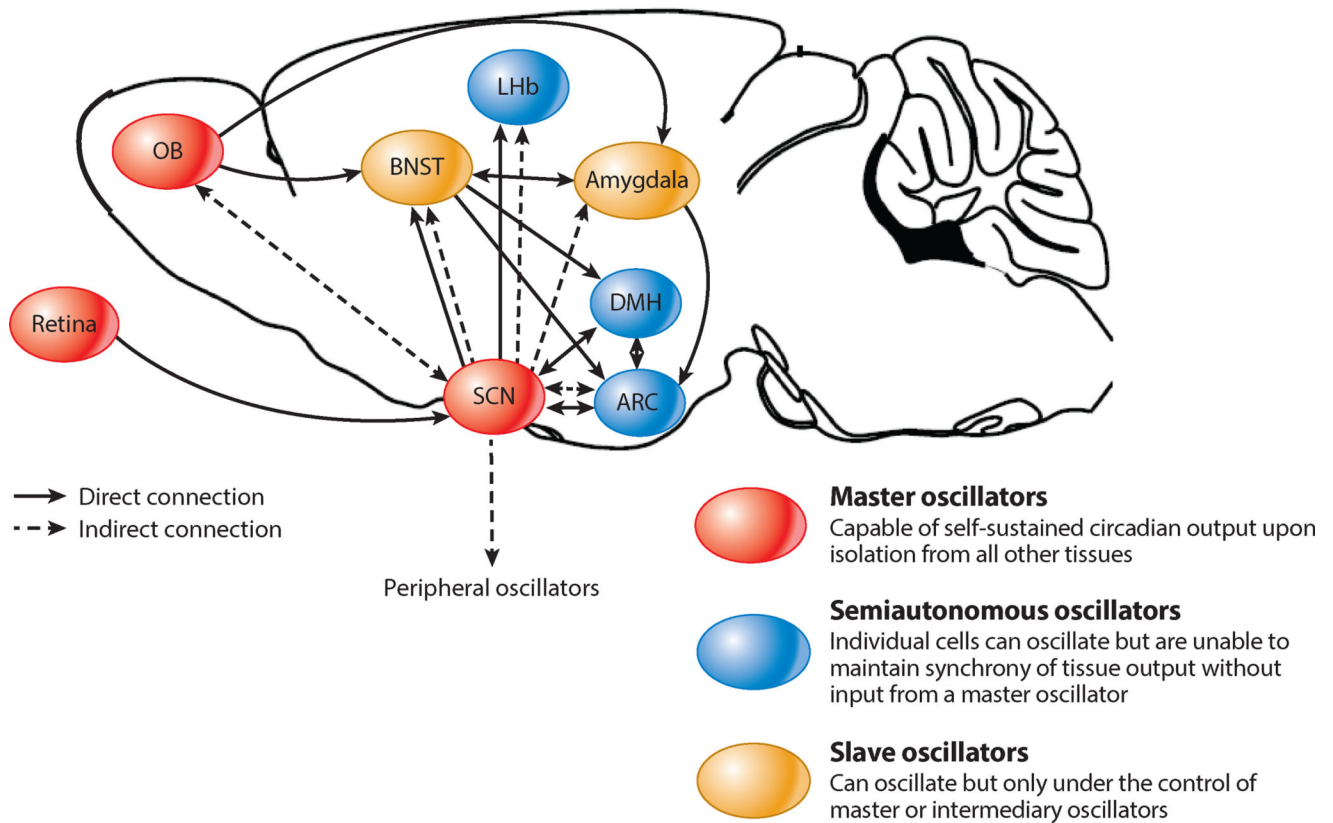 LHb
OB
BNST
Amygdala
DMH
Retina
SCN
ARC
Direct connection
Indirect connection
Peripheral oscillators
Master oscillators
Capable of self-sustained circadian output upon
isolation from all other tissues
Semiautonomous oscillators
Individual cells can oscillate but are unable to
maintain synchrony of tissue output without
input from a master oscillator
Slave oscillators
Can oscillate but only under the control of
master or intermediary oscillators